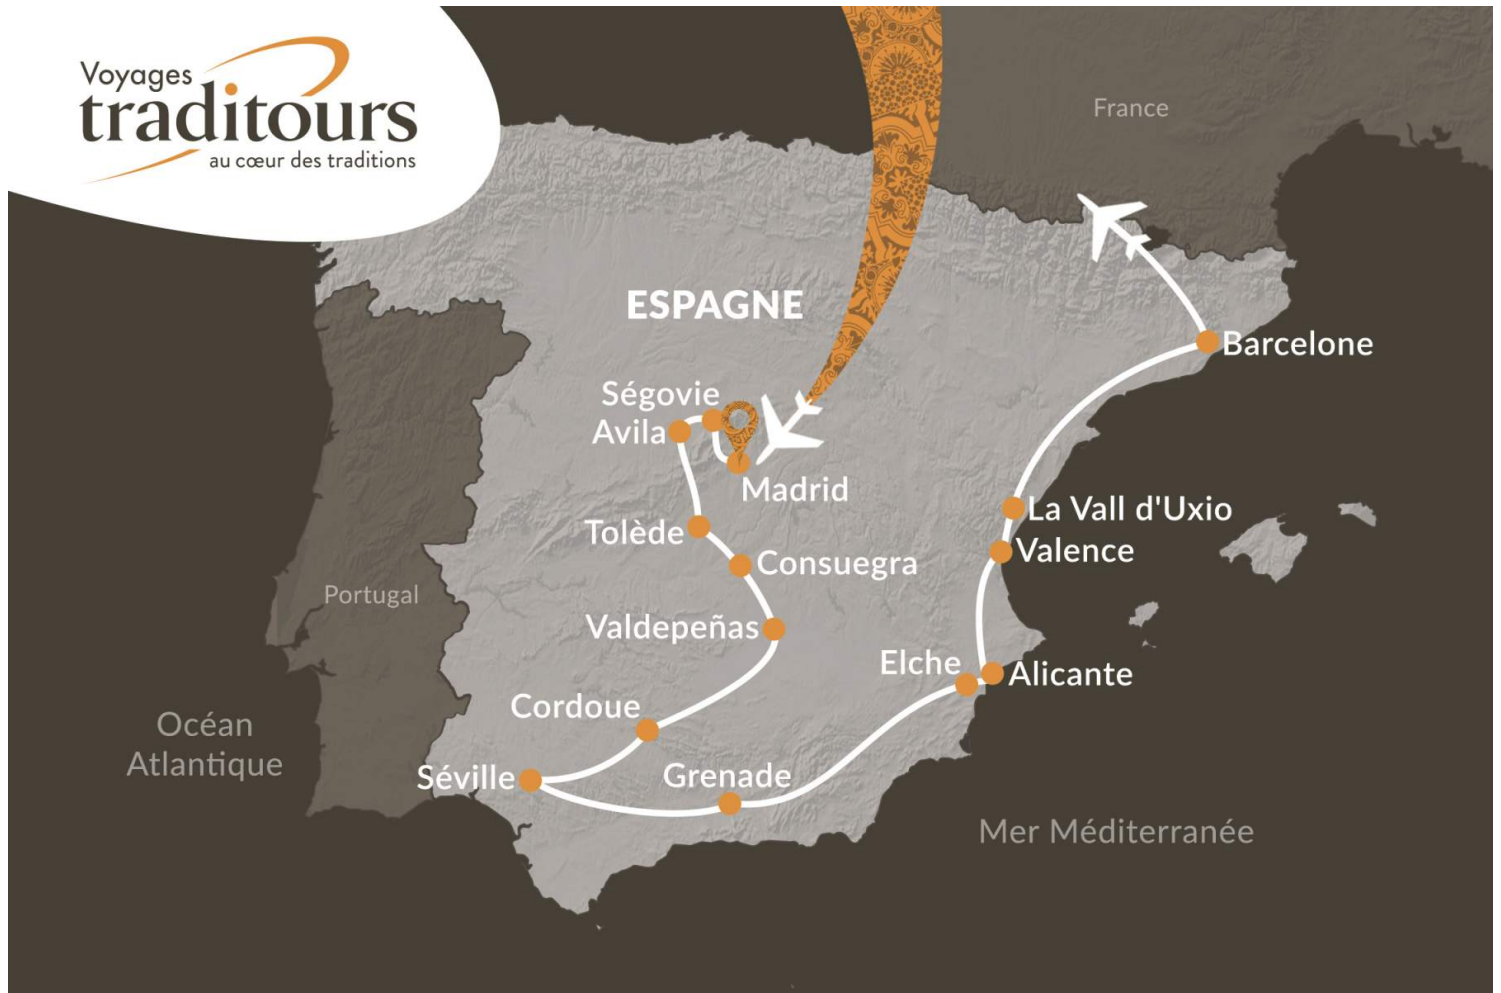 Voyages
traditours
au cœur des traditions
France
ESPAGNE
Barcelone
Ségovie
Avila
Madrid
La Vall d'Uxio
Tolède
Valence
Consuegra
Portugal
Valdepeñas
Elche
Alicante
Cordoue
Océan
Atlantique
Séville
Grenade
Mer Méditerranée